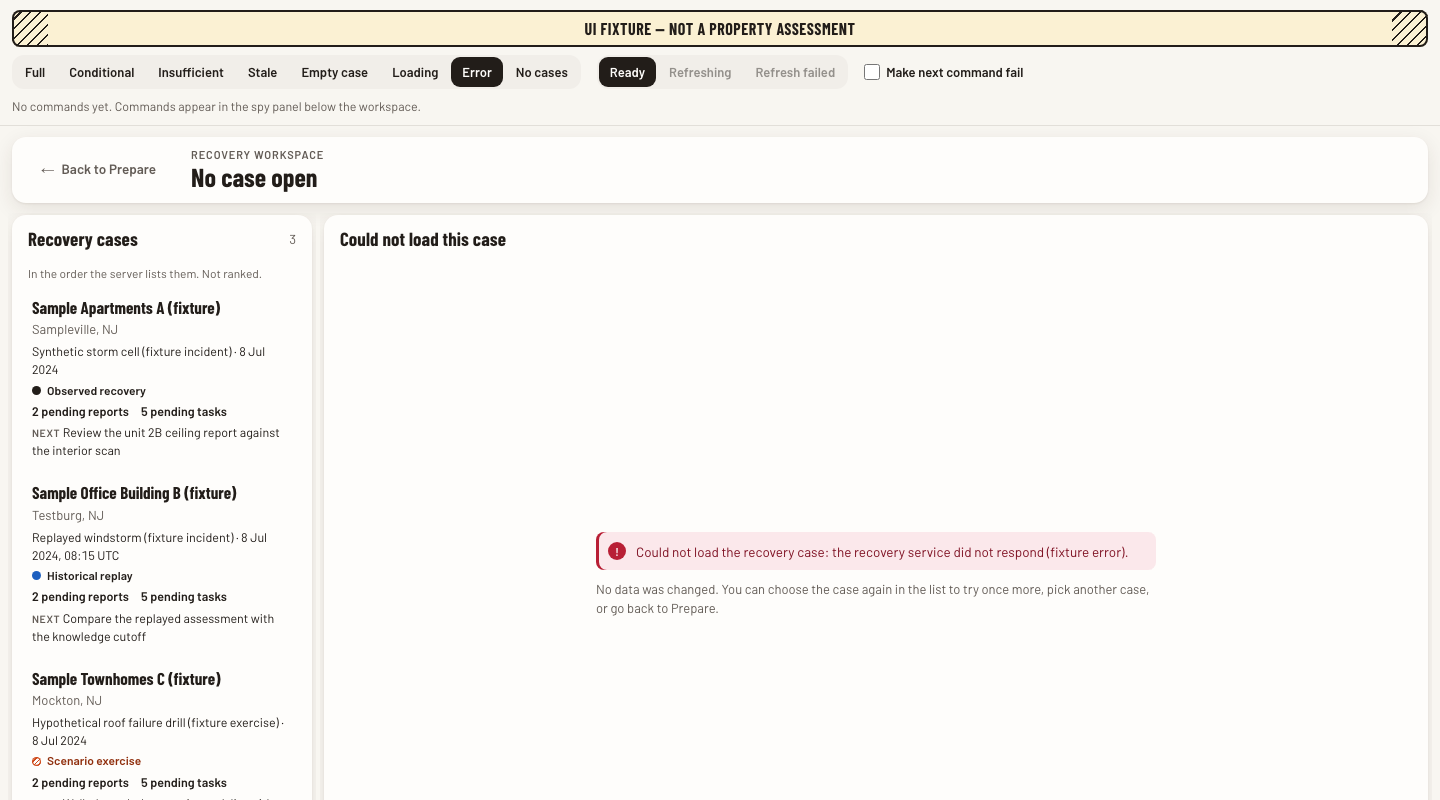 UI FIXTURE — NOT A PROPERTY ASSESSMENT
Full Conditional Insufficient Stale Empty case Loading Error No cases Ready Refreshing Refresh failed Make next command fail
No commands yet. Commands appear in the spy panel below the workspace.
← Back to Prepare
RECOVERY WORKSPACE
No case open
Recovery cases 3
In the order the server lists them. Not ranked.
Sample Apartments A (fixture)
Sampleville, NJ
Synthetic storm cell (fixture incident) · 8 Jul
2024
Observed recovery
2 pending reports 5 pending tasks
NEXT Review the unit 2B ceiling report against
the interior scan
Sample Office Building B (fixture)
Testburg, NJ
Replayed windstorm (fixture incident) · 8 Jul
2024, 08:15 UTC
Historical replay
2 pending reports 5 pending tasks
NEXT Compare the replayed assessment with
the knowledge cutoff
Sample Townhomes C (fixture)
Mockton, NJ
Hypothetical roof failure drill (fixture exercise) ·
8 Jul 2024
Scenario exercise
2 pending reports 5 pending tasks
Could not load this case
! Could not load the recovery case: the recovery service did not respond (fixture error).
No data was changed. You can choose the case again in the list to try once more, pick another case,
or go back to Prepare.